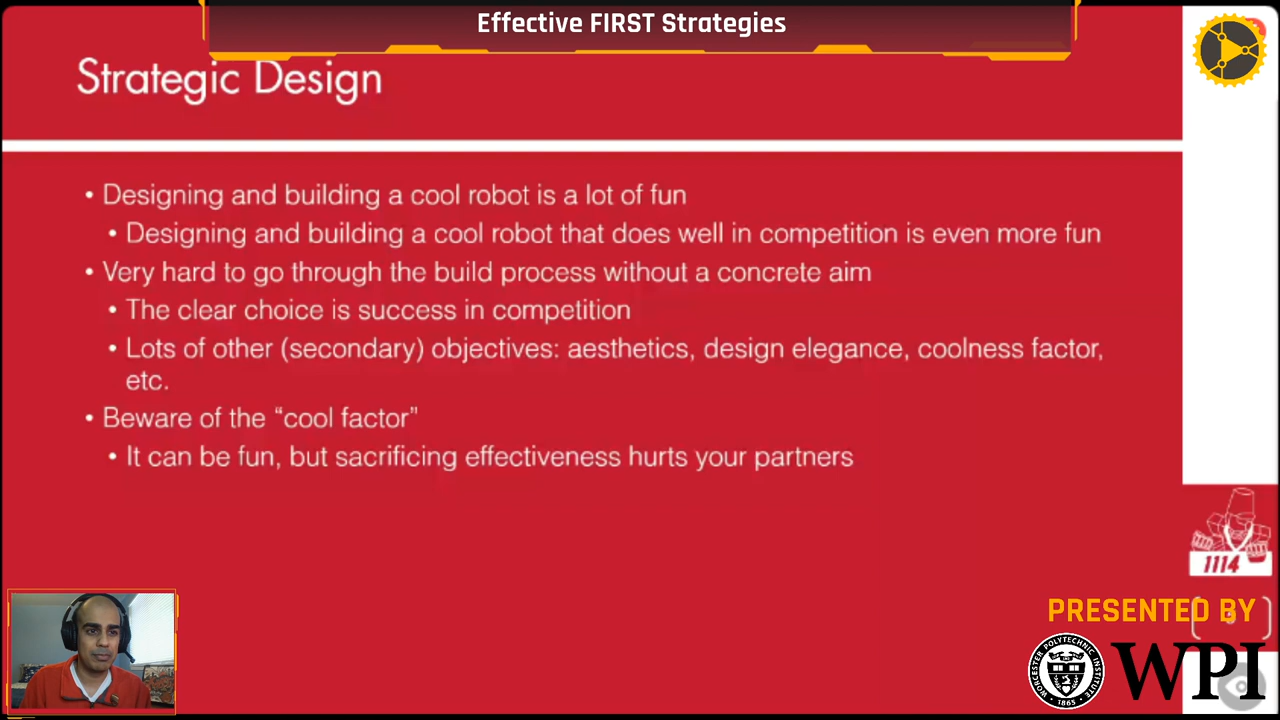 Effective FIRST Strategies
Strategic Design
• Designing and building a cool robot is a lot of fun
• Designing and building a cool robot that does well in competition is even more fun
• Very hard to go through the build process without a concrete aim
• The clear choice is success in competition
• Lots of other (secondary) objectives: aesthetics, design elegance, coolness factor,
etc.
• Beware of the “cool factor”
• It can be fun, but sacrificing effectiveness hurts your partners
1114
PRESENTED BY
WORCESTER POLYTECHNIC INSTITUTE
1865
WPI